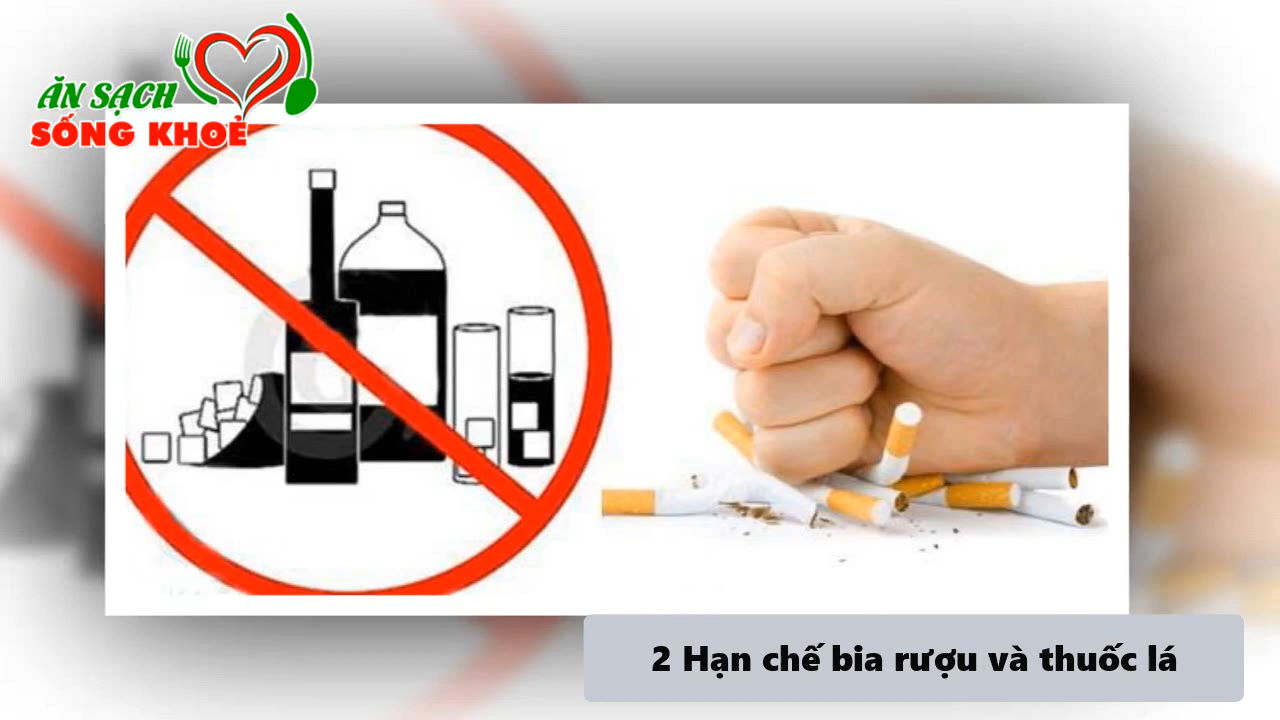 ĂN SẠCH
SỐNG KHOẺ
2 Hạn chế bia rượu và thuốc lá